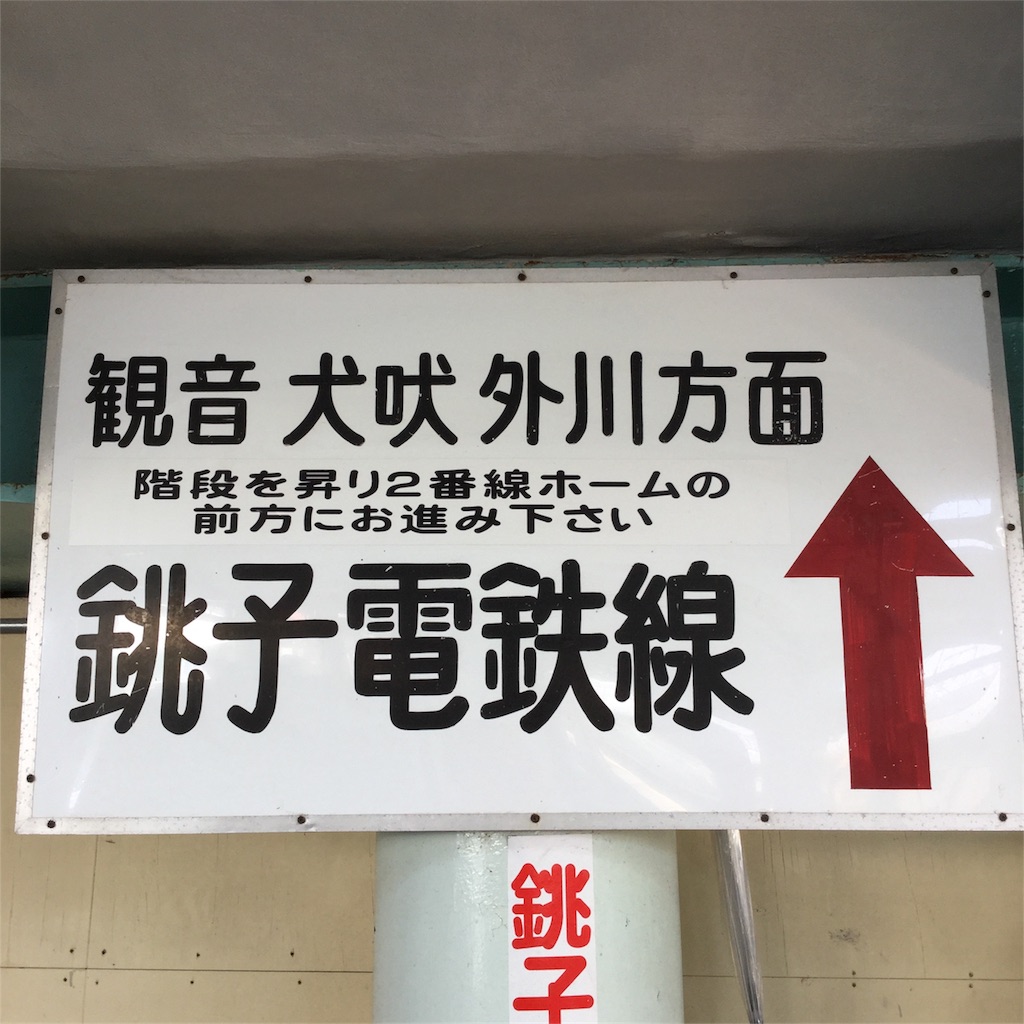 観音 犬吠 外川方面
階段を昇り2番線ホームの
前方にお進み下さい
銚子電鉄線
銚子